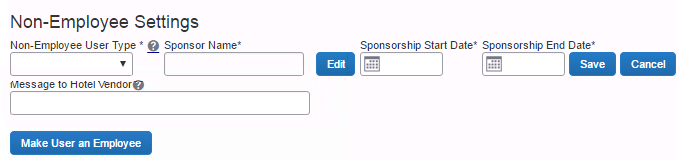 Non-Employee Settings
Non-Employee User Type * ? Sponsor Name* Sponsorship Start Date* Sponsorship End Date*
Edit Save Cancel
Message to Hotel Vendor ?
Make User an Employee